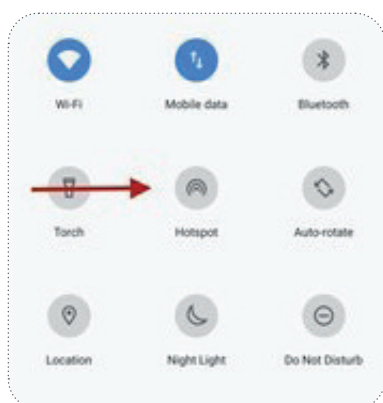 Wi-Fi Mobile data Bluetooth
Torch Hotspot Auto-rotate
Location Night Light Do Not Disturb